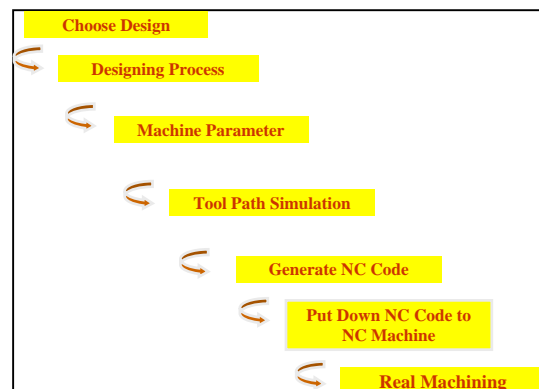 Choose Design
Designing Process
Machine Parameter
Tool Path Simulation
Generate NC Code
Put Down NC Code to
NC Machine
Real Machining